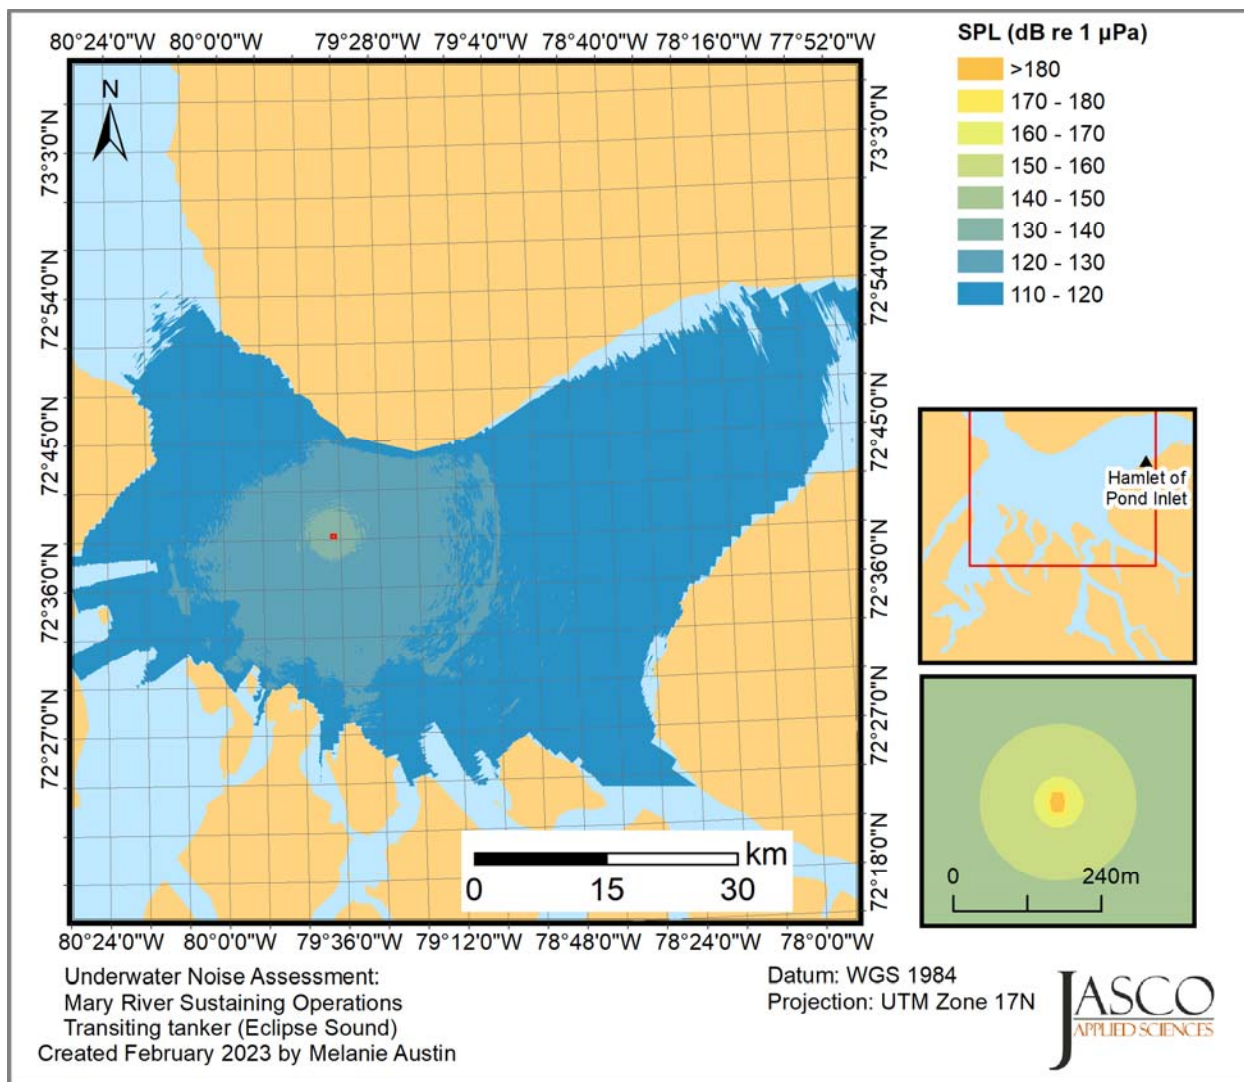 80°24'0"W 80°0'0"W 79°28'0"W 79°4'0"W 78°40'0"W 78°16'0"W 77°52'0"W
N
73°3'0"N
72°54'0"N
72°45'0"N
72°36'0"N
72°27'0"N
73°3'0"N
72°54'0"N
72°45'0"N
72°36'0"N
72°27'0"N
72°18'0"N
km
0 15 30
80°24'0"W 80°0'0"W 79°36'0"W 79°12'0"W 78°48'0"W 78°24'0"W 78°0'0"W
SPL (dB re 1 µPa)
>180
170 - 180
160 - 170
150 - 160
140 - 150
130 - 140
120 - 130
110 - 120
Hamlet of
Pond Inlet
0 240m
Underwater Noise Assessment:
Mary River Sustaining Operations
Transiting tanker (Eclipse Sound)
Created February 2023 by Melanie Austin
Datum: WGS 1984
Projection: UTM Zone 17N
JASCO
APPLIED SCIENCES